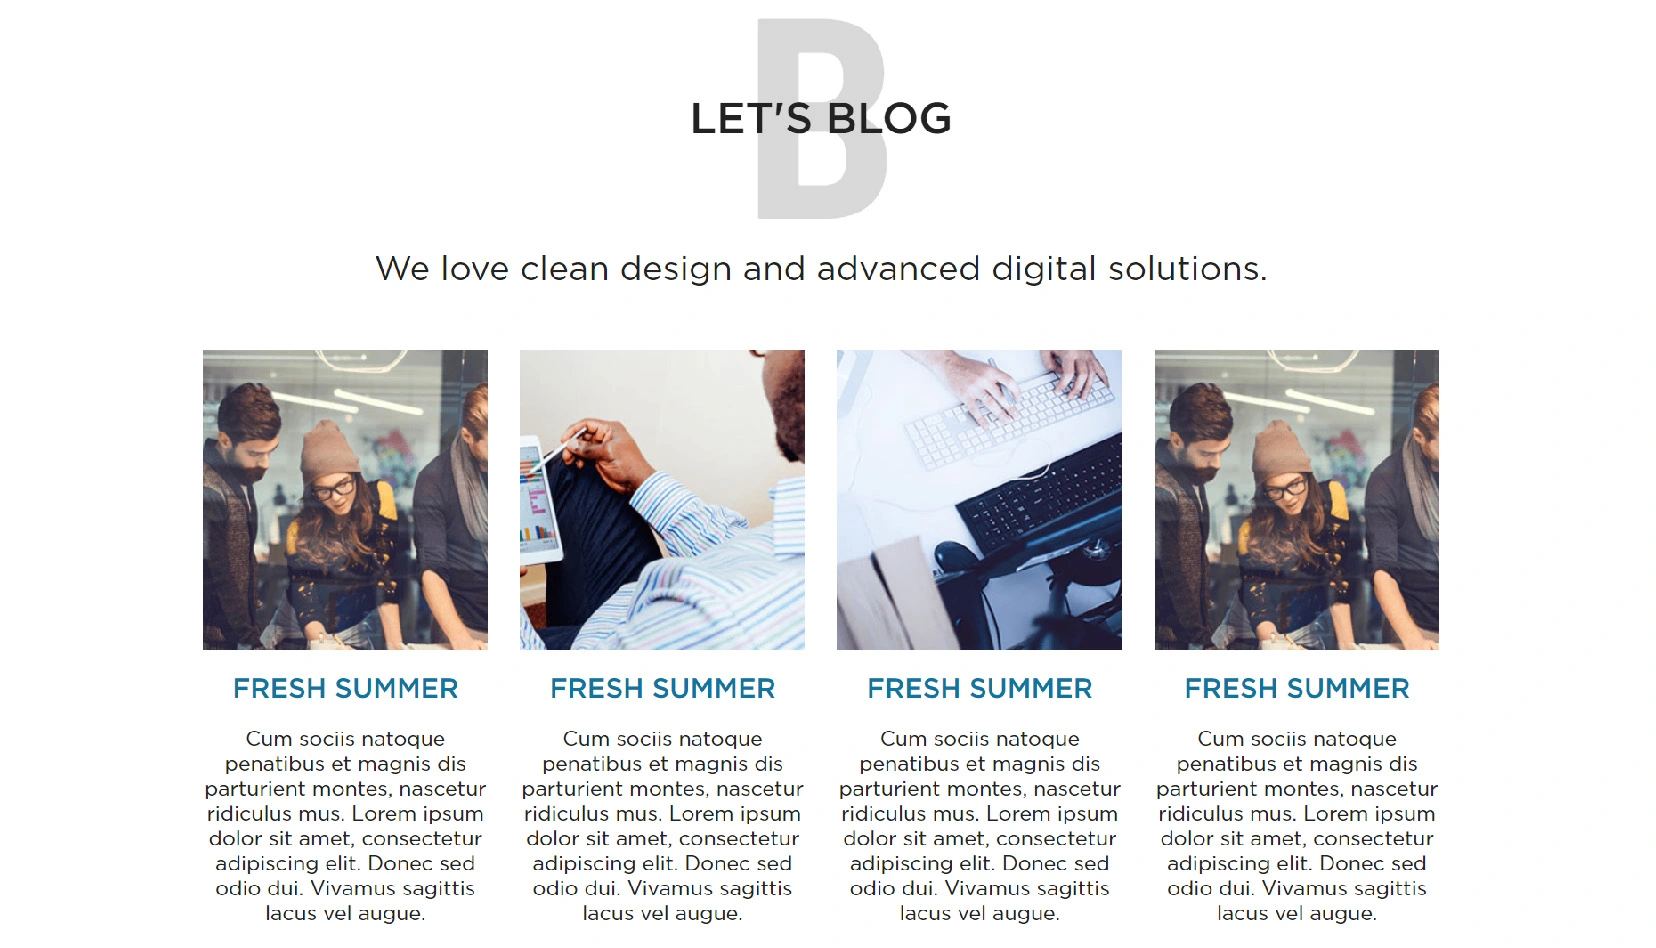 B
LET'S BLOG
We love clean design and advanced digital solutions.
FRESH SUMMER
Cum sociis natoque
penatibus et magnis dis
parturient montes, nascetur
ridiculus mus. Lorem ipsum
dolor sit amet, consectetur
adipiscing elit. Donec sed
odio dui. Vivamus sagittis
lacus vel augue.
FRESH SUMMER
Cum sociis natoque
penatibus et magnis dis
parturient montes, nascetur
ridiculus mus. Lorem ipsum
dolor sit amet, consectetur
adipiscing elit. Donec sed
odio dui. Vivamus sagittis
lacus vel augue.
FRESH SUMMER
Cum sociis natoque
penatibus et magnis dis
parturient montes, nascetur
ridiculus mus. Lorem ipsum
dolor sit amet, consectetur
adipiscing elit. Donec sed
odio dui. Vivamus sagittis
lacus vel augue.
FRESH SUMMER
Cum sociis natoque
penatibus et magnis dis
parturient montes, nascetur
ridiculus mus. Lorem ipsum
dolor sit amet, consectetur
adipiscing elit. Donec sed
odio dui. Vivamus sagittis
lacus vel augue.